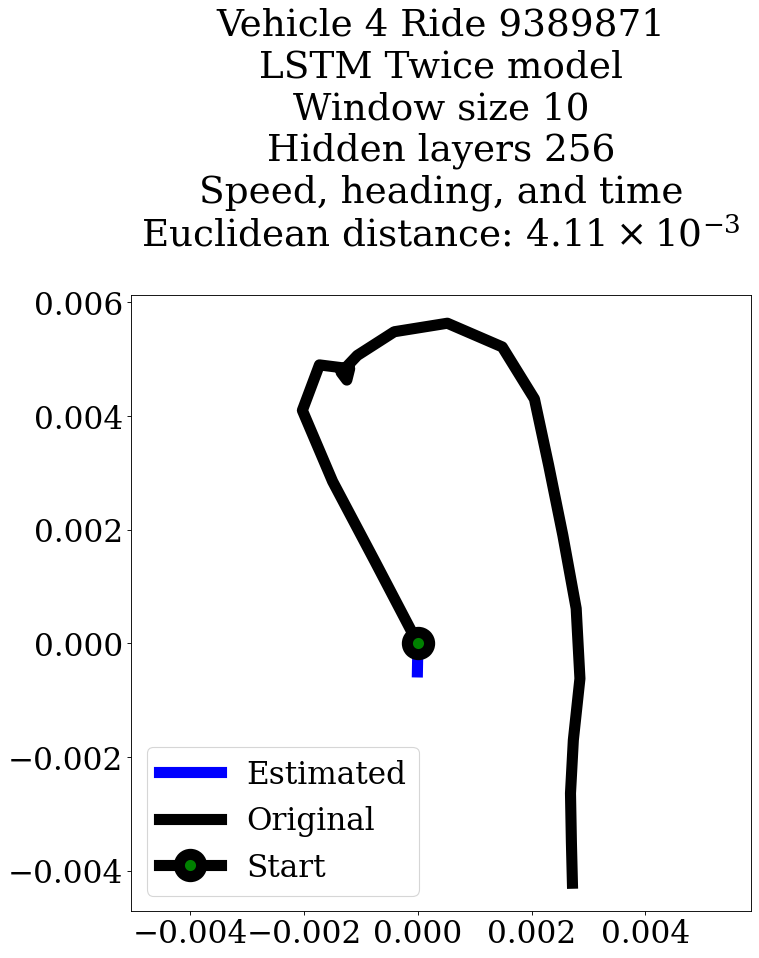 Vehicle 4 Ride 9389871
LSTM Twice model
Window size 10
Hidden layers 256
Speed, heading, and time
Euclidean distance: 4.11 × 10⁻³
0.006
0.004
0.002
0.000
−0.002
−0.004
Estimated
Original
Start
−0.004 −0.002 0.000 0.002 0.004